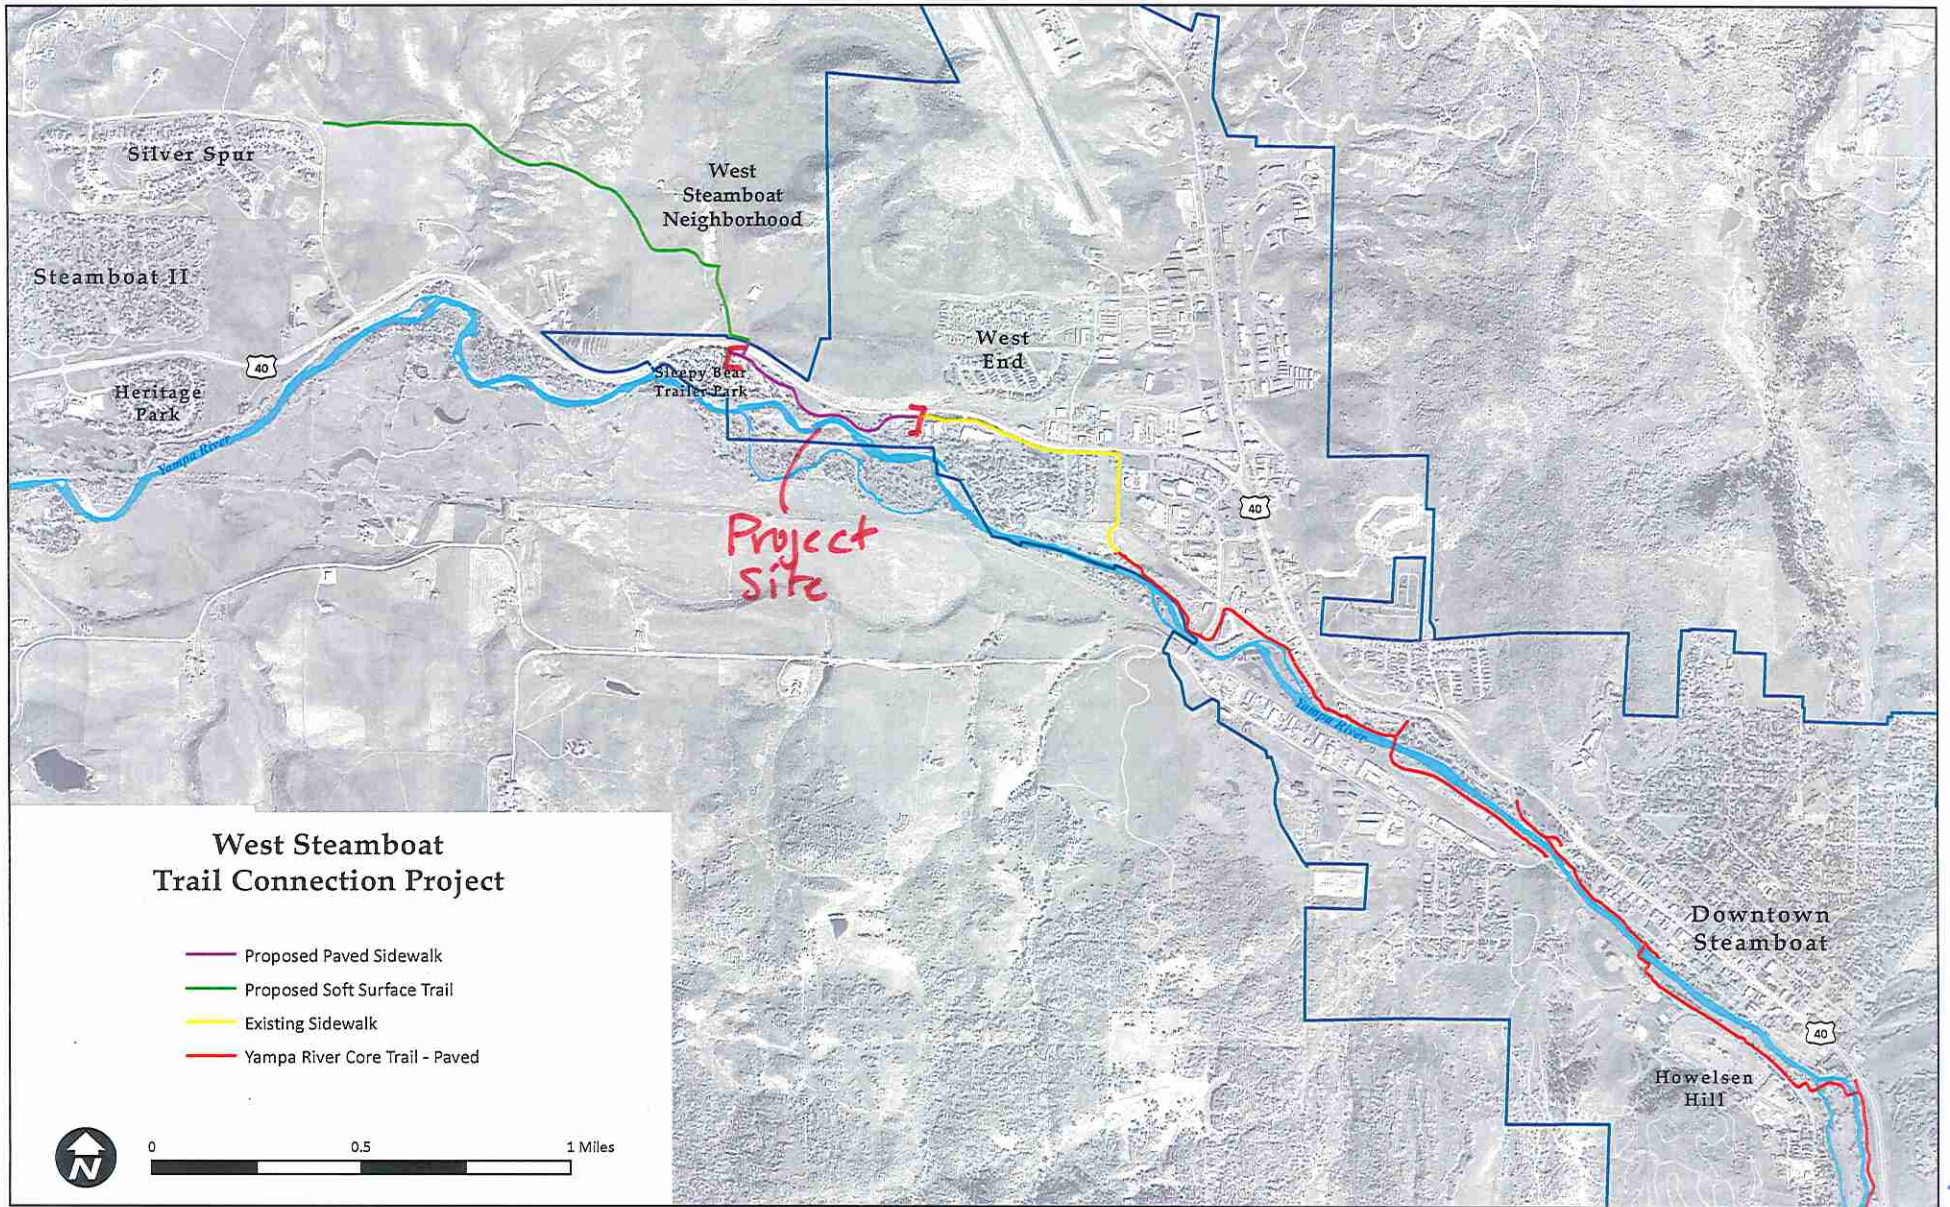 Silver Spur
West
Steamboat
Neighborhood
Steamboat II
West
End
40
Sleepy Bear
Trailer Park
Heritage
Park
Yampa River
40
Project
Site
Yampa River
West Steamboat
Trail Connection Project
Proposed Paved Sidewalk
Proposed Soft Surface Trail
Existing Sidewalk
Yampa River Core Trail - Paved
N
0 0.5 1 Miles
Downtown
Steamboat
40
Howelsen
Hill